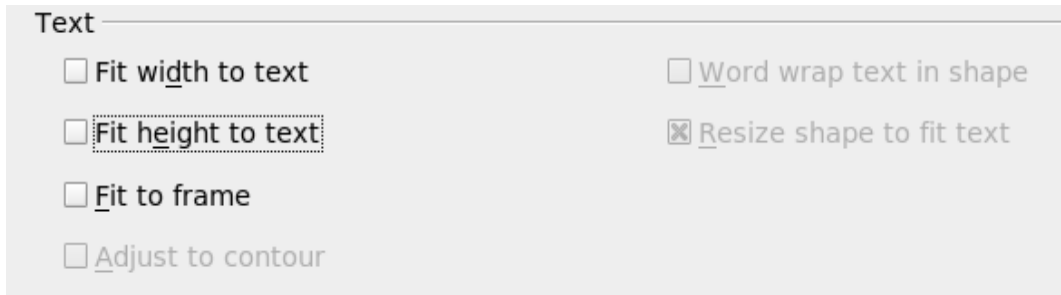 Text
Fit width to text
Word wrap text in shape
Fit height to text
Resize shape to fit text
Fit to frame
Adjust to contour